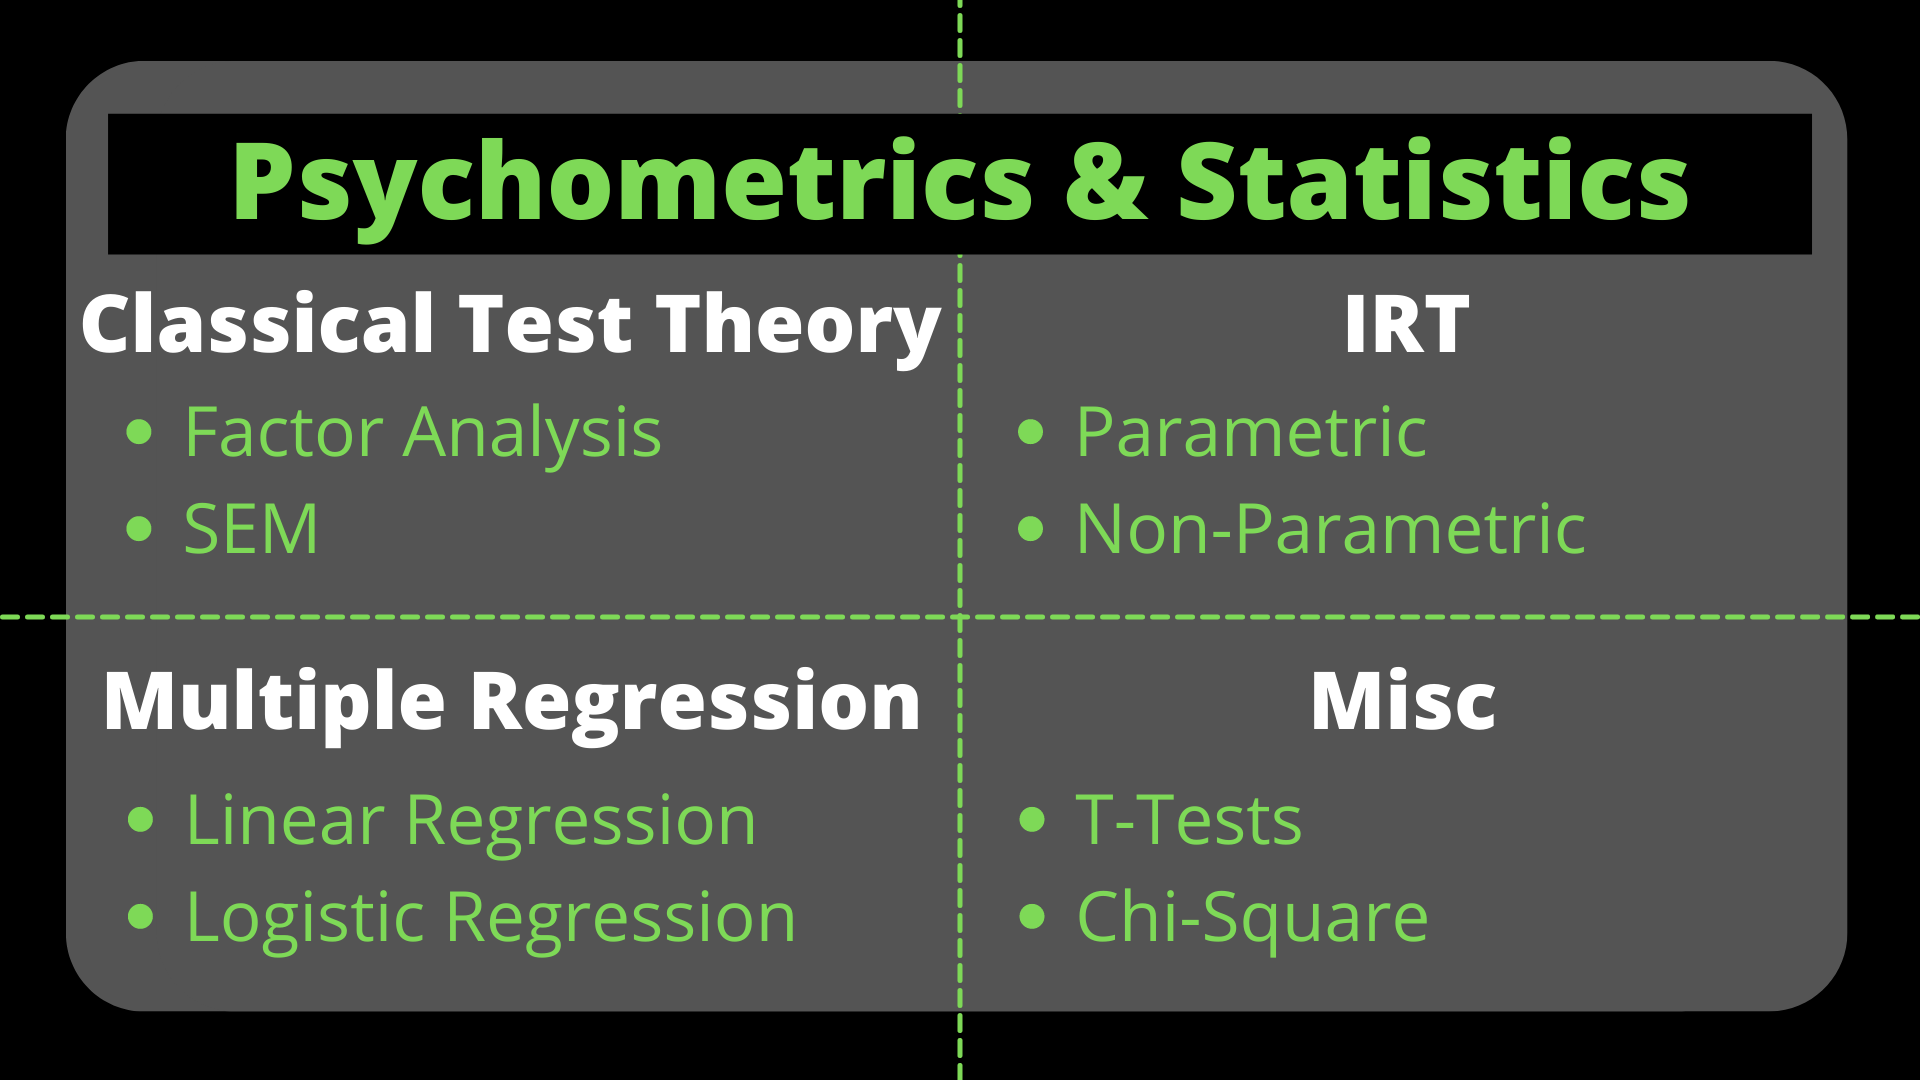 Psychometrics & Statistics
Classical Test Theory
• Factor Analysis
• SEM
IRT
• Parametric
• Non-Parametric
Multiple Regression
• Linear Regression
• Logistic Regression
Misc
• T-Tests
• Chi-Square